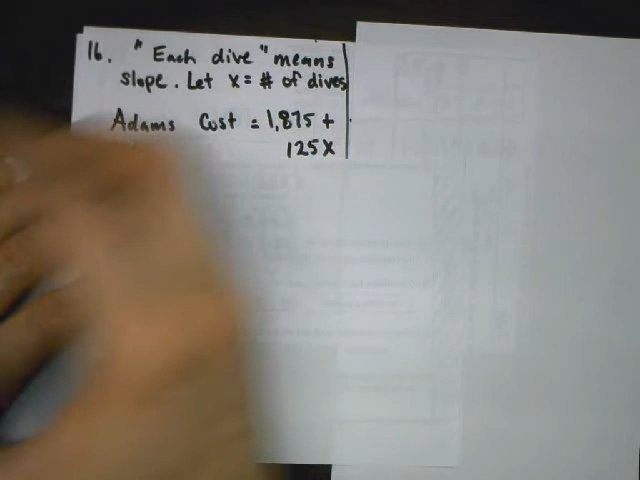 16. "Each dive" means
slope. Let x = # of dives
Adams Cost = 1,875 +
125x